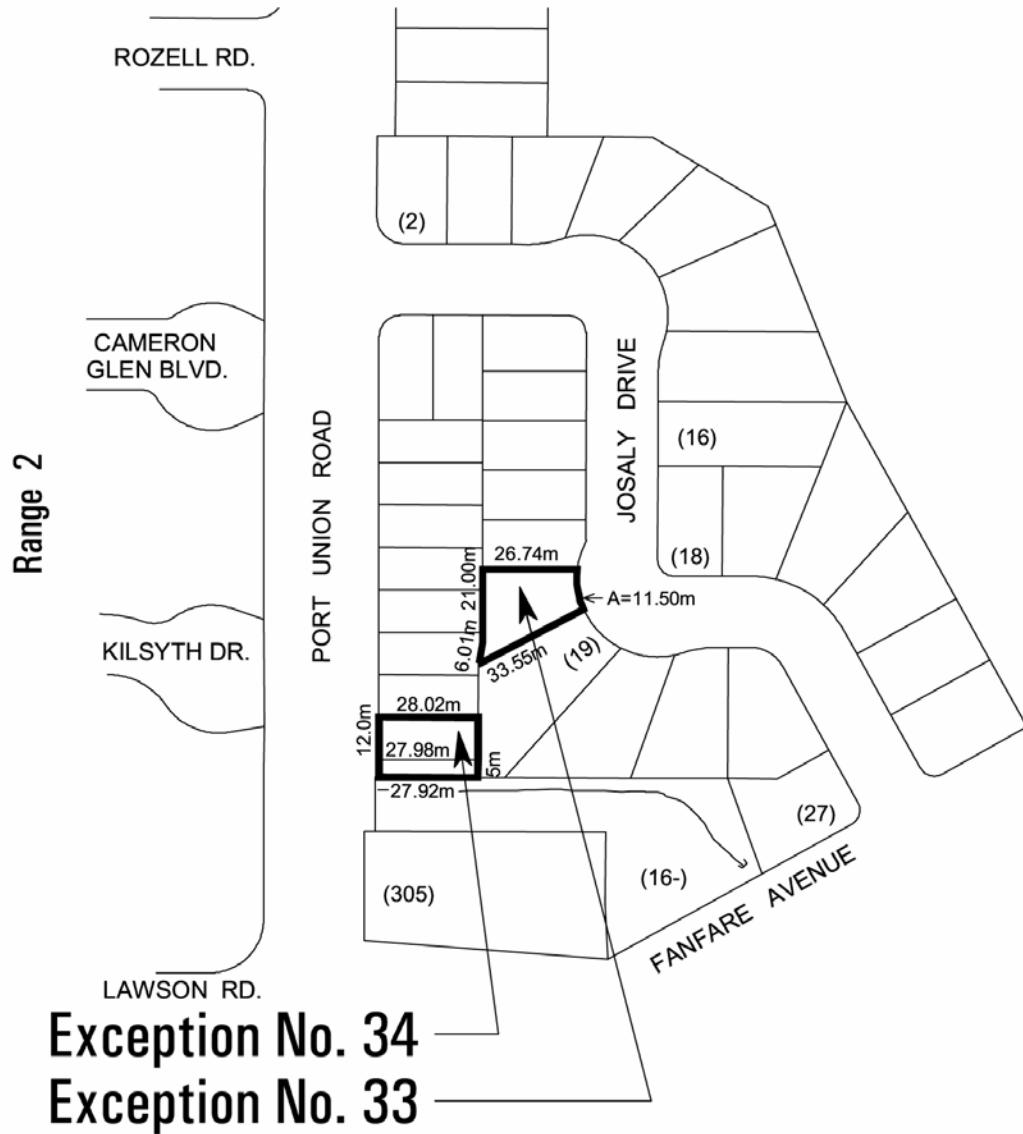 ROZELL RD.
(2)
CAMERON
GLEN BLVD.
Range 2
PORT UNION ROAD
JOSALY DRIVE
(16)
(18)
26.74m
21.00m
A=11.50m
6.01m
33.55m
(19)
KILSYTH DR.
28.02m
12.0m
27.98m
5m
27.92m
(27)
(305)
(16-)
FANFARE AVENUE
LAWSON RD.
Exception No. 34
Exception No. 33